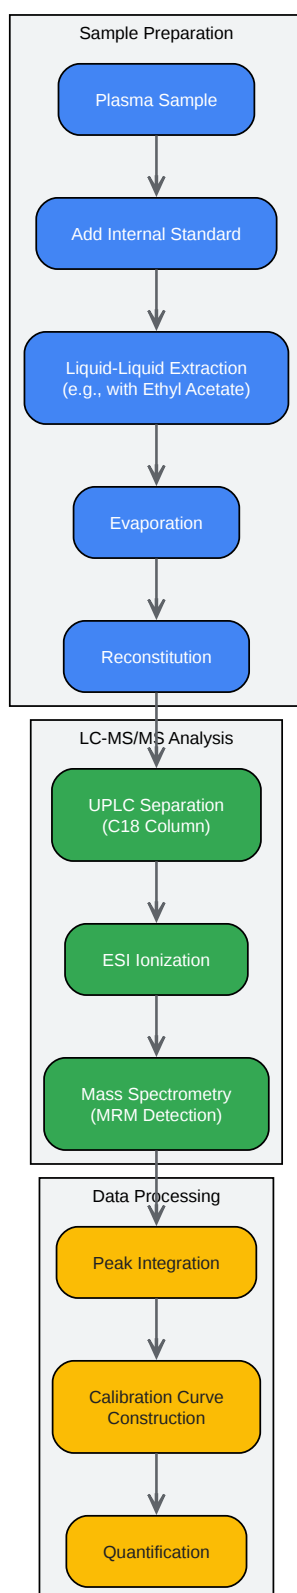 Sample Preparation
Plasma Sample
Add Internal Standard
Liquid-Liquid Extraction
(e.g., with Ethyl Acetate)
Evaporation
Reconstitution
LC-MS/MS Analysis
UPLC Separation
(C18 Column)
ESI Ionization
Mass Spectrometry
(MRM Detection)
Data Processing
Peak Integration
Calibration Curve
Construction
Quantification